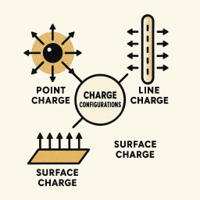 POINT
CHARGE
CHARGE
CONFIGURATIONS
LINE
CHARGE
SURFACE
CHARGE
SURFACE
CHARGE